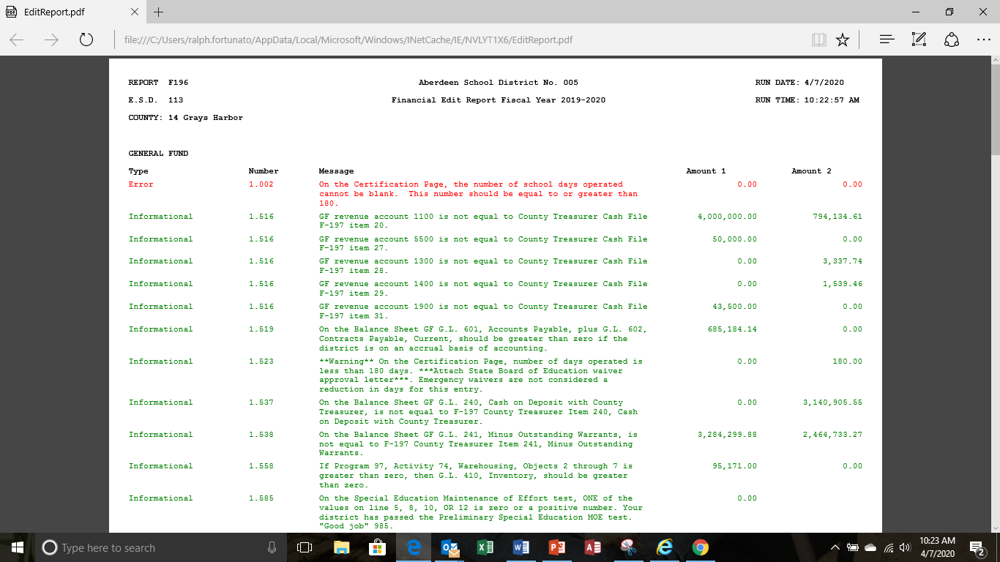 EditReport.pdf
file:///C:/Users/ralph.fortunato/AppData/Local/Microsoft/Windows/INetCache/IE/NVLYT1X6/EditReport.pdf
REPORT F196 Aberdeen School District No. 005 RUN DATE: 4/7/2020
E.S.D. 113 Financial Edit Report Fiscal Year 2019-2020 RUN TIME: 10:22:57 AM
COUNTY: 14 Grays Harbor
GENERAL FUND
Type Number Message Amount 1 Amount 2
Error 1.002 On the Certification Page, the number of school days operated 0.00 0.00
cannot be blank. This number should be equal to or greater than
180.
Informational 1.516 GF revenue account 1100 is not equal to County Treasurer Cash File 4,000,000.00 794,134.61
F-197 item 20.
Informational 1.516 GF revenue account 5500 is not equal to County Treasurer Cash File 50,000.00 0.00
F-197 item 27.
Informational 1.516 GF revenue account 1300 is not equal to County Treasurer Cash File 0.00 3,337.74
F-197 item 28.
Informational 1.516 GF revenue account 1400 is not equal to County Treasurer Cash File 0.00 1,539.46
F-197 item 29.
Informational 1.516 GF revenue account 1900 is not equal to County Treasurer Cash File 43,500.00 0.00
F-197 item 31.
Informational 1.519 On the Balance Sheet GF G.L. 601, Accounts Payable, plus G.L. 602, 685,184.14 0.00
Contracts Payable, Current, should be greater than zero if the
district is on an accrual basis of accounting.
Informational 1.523 **Warning** On the Certification Page, number of days operated is 0.00 180.00
less than 180 days. ***Attach State Board of Education waiver
approval letter***. Emergency waivers are not considered a
reduction in days for this entry.
Informational 1.537 On the Balance Sheet GF G.L. 240, Cash on Deposit with County 0.00 3,140,905.55
Treasurer, is not equal to F-197 County Treasurer Item 240, Cash
on Deposit with County Treasurer.
Informational 1.538 On the Balance Sheet GF G.L. 241, Minus Outstanding Warrants, is 3,284,299.88 2,464,733.27
not equal to F-197 County Treasurer Item 241, Minus Outstanding
Warrants.
Informational 1.558 If Program 97, Activity 74, Warehousing, Objects 2 through 7 is 95,171.00 0.00
greater than zero, then G.L. 410, Inventory, should be greater
than zero.
Informational 1.585 On the Special Education Maintenance of Effort test, ONE of the 0.00
values on line 5, 8, 10, OR 12 is zero or a positive number. Your
district has passed the Preliminary Special Education MOE test.
"Good job" 985.
Type here to search
10:23 AM
4/7/2020
2